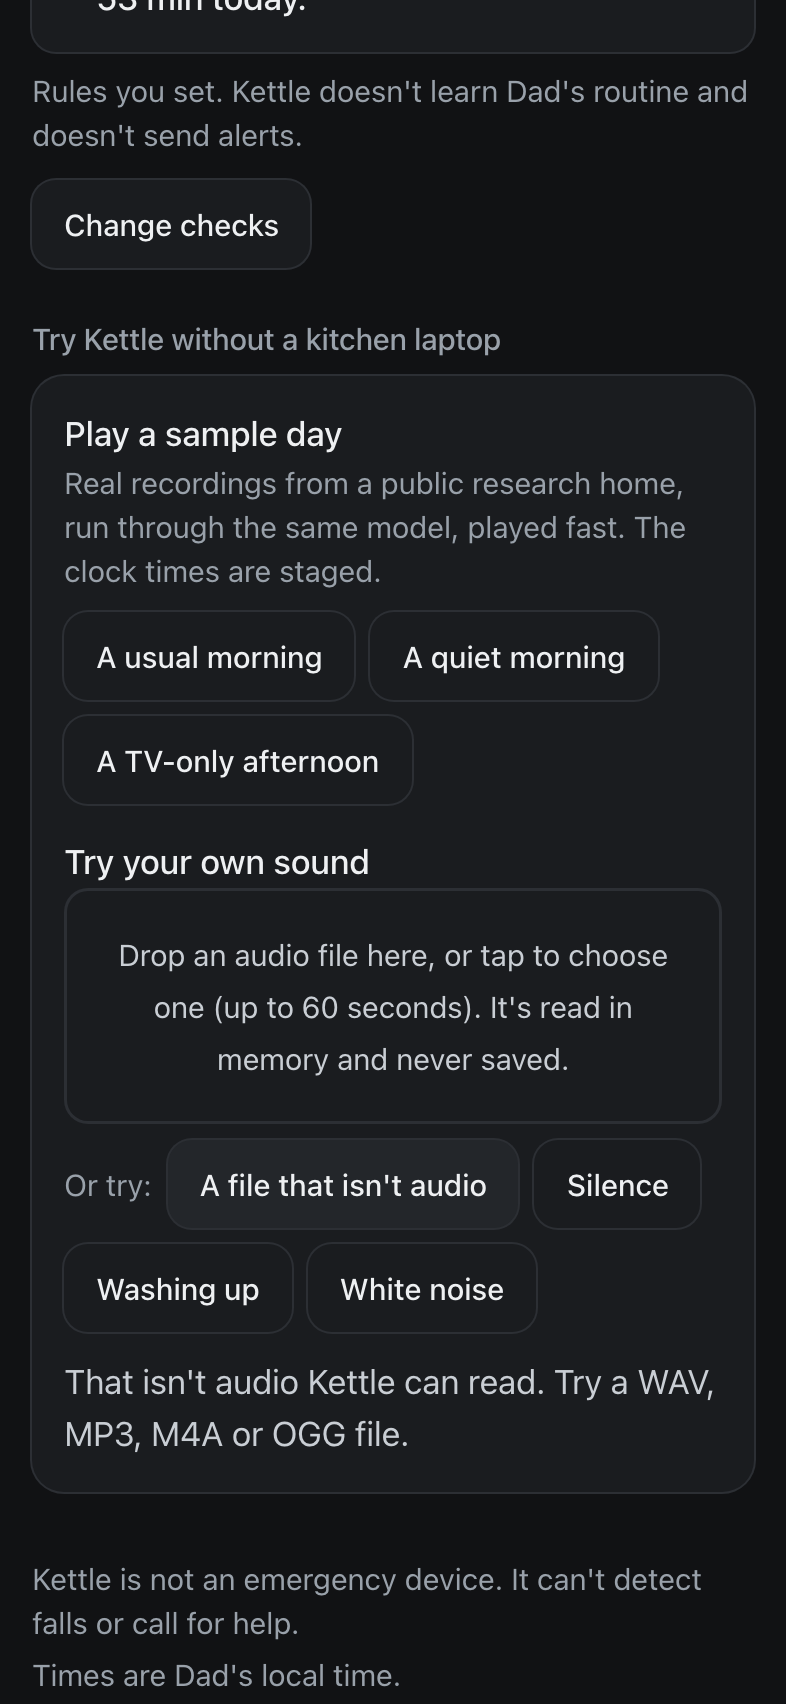 53 min today.
Rules you set. Kettle doesn't learn Dad's routine and
doesn't send alerts.
Change checks
Try Kettle without a kitchen laptop
Play a sample day
Real recordings from a public research home,
run through the same model, played fast. The
clock times are staged.
A usual morning
A quiet morning
A TV-only afternoon
Try your own sound
Drop an audio file here, or tap to choose
one (up to 60 seconds). It's read in
memory and never saved.
Or try:
A file that isn't audio
Silence
Washing up
White noise
That isn't audio Kettle can read. Try a WAV,
MP3, M4A or OGG file.
Kettle is not an emergency device. It can't detect
falls or call for help.
Times are Dad's local time.